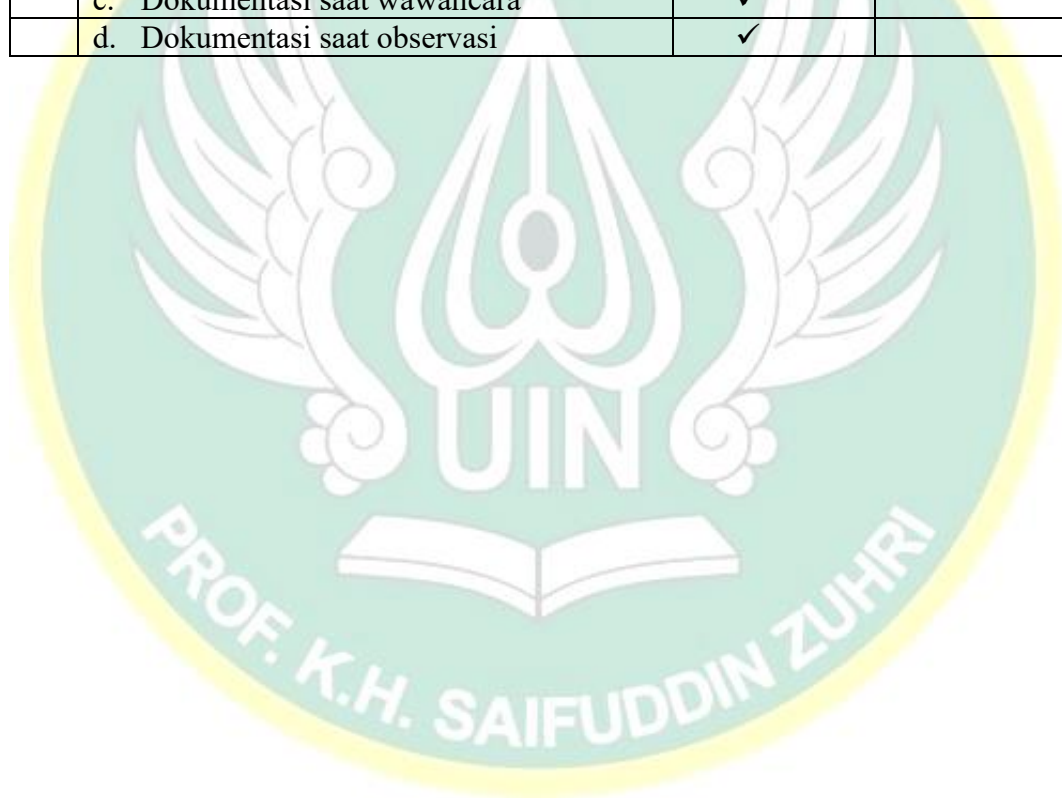 c. Dokumentasi saat wawancara ✓
d. Dokumentasi saat observasi ✓
UIN
PROF. K.H. SAIFUDDIN ZUHRI